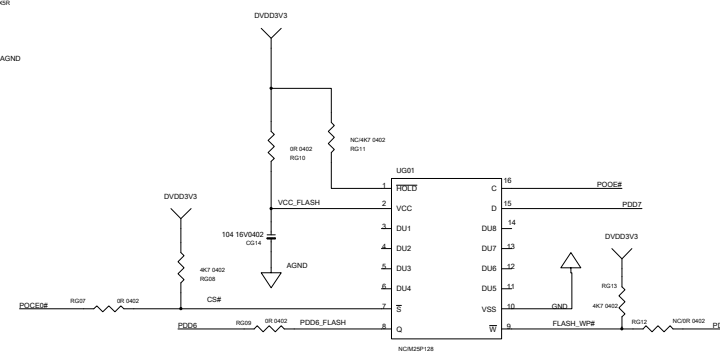 X5R
DVDD3V3
AGND
0R 0402
RG10
NC/4K7 0402
RG11
UG01
1 HOLD C 16 POOE#
DVDD3V3
VCC_FLASH 2 VCC D 15 PDD7
104 16V0402
CG14
3 DU1 DU8 14
4 DU2 DU7 13
DVDD3V3
AGND
4K7 0402
RG08
5 DU3 DU6 12
6 DU4 DU5 11
RG13
4K7 0402
POCE0# RG07 0R 0402 CS# 7 S VSS 10 GND
PDD6 RG09 0R 0402 PDD6_FLASH 8 Q W 9 FLASH_WP# RG12 NC/0R 0402
NC/M25P128